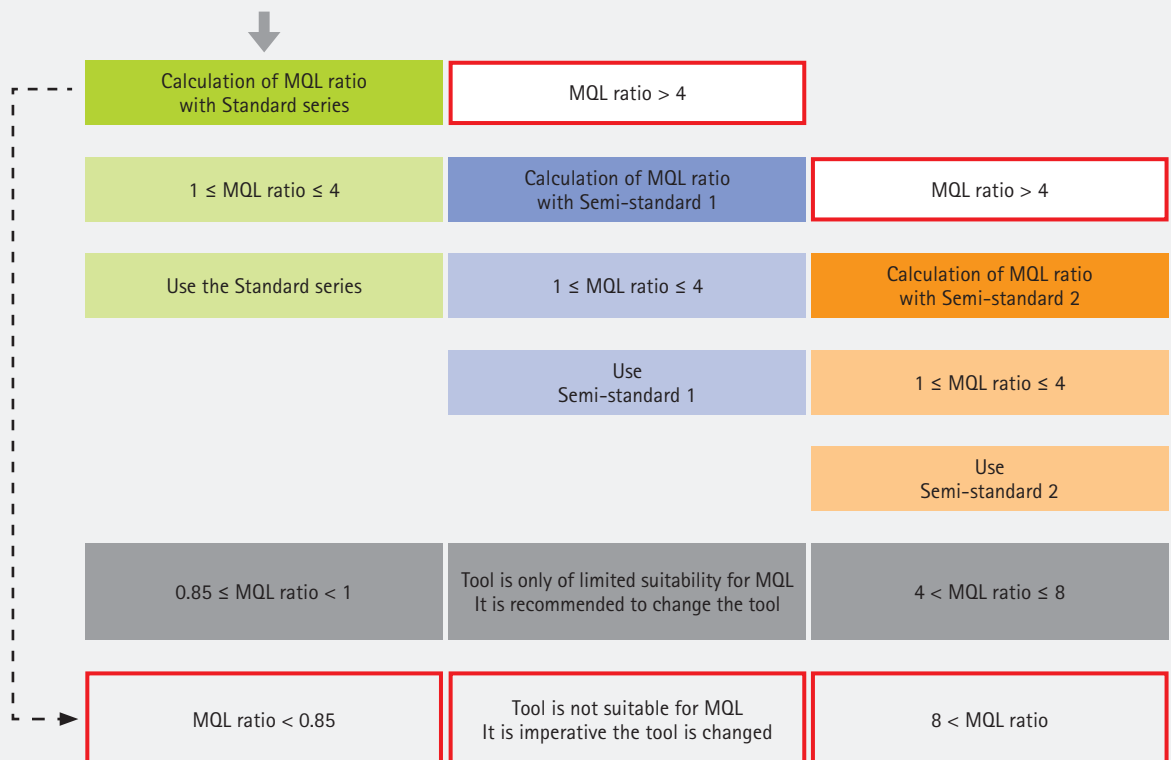 Calculation of MQL ratio
with Standard series
MQL ratio > 4
1 ≤ MQL ratio ≤ 4
Calculation of MQL ratio
with Semi-standard 1
MQL ratio > 4
Use the Standard series
1 ≤ MQL ratio ≤ 4
Calculation of MQL ratio
with Semi-standard 2
Use
Semi-standard 1
1 ≤ MQL ratio ≤ 4
Use
Semi-standard 2
0.85 ≤ MQL ratio < 1
Tool is only of limited suitability for MQL
It is recommended to change the tool
4 < MQL ratio ≤ 8
MQL ratio < 0.85
Tool is not suitable for MQL
It is imperative the tool is changed
8 < MQL ratio